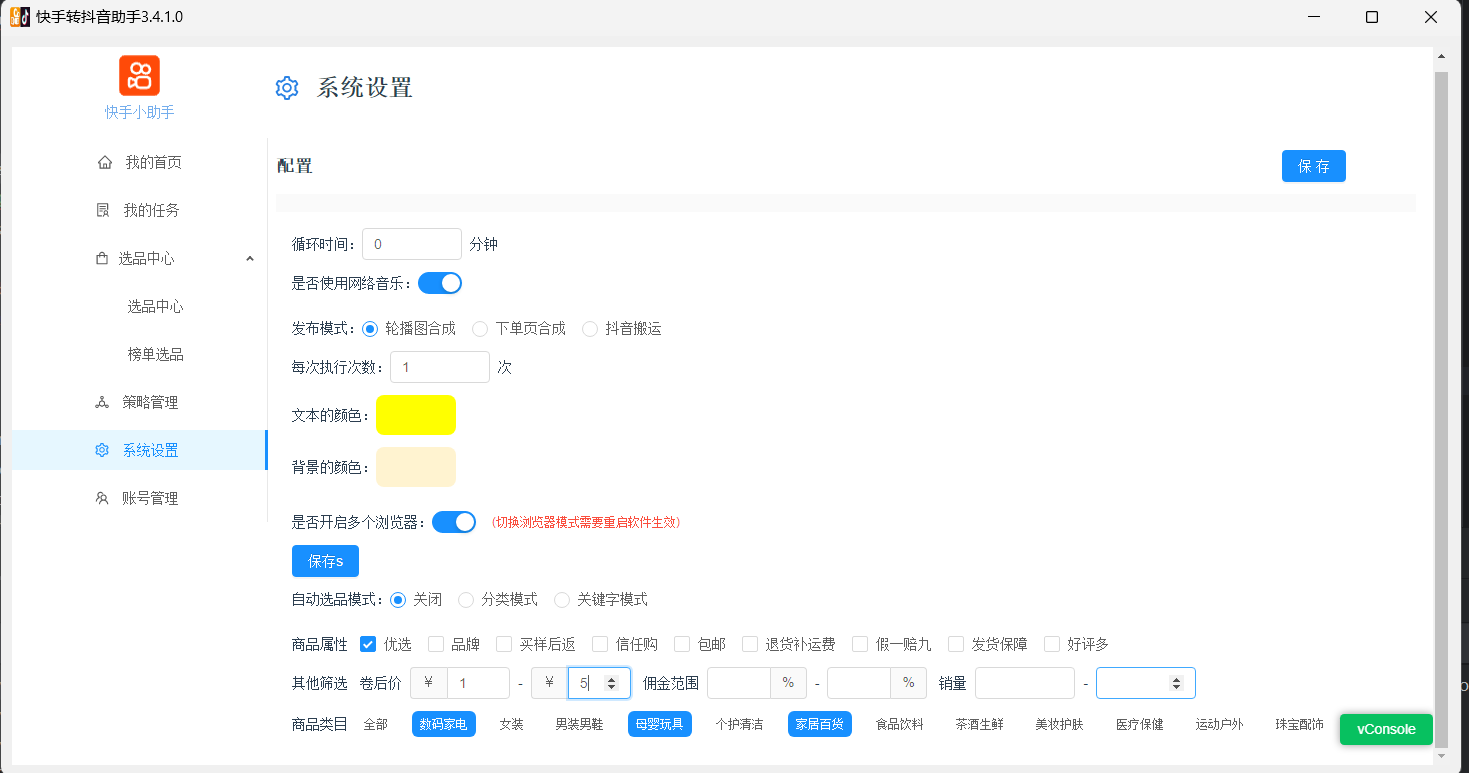 快手转抖音助手3.4.1.0
快手小助手
系统设置
我的首页
我的任务
选品中心
选品中心
榜单选品
策略管理
系统设置
账号管理
配置
保 存
循环时间： 0 分钟
是否使用网络音乐：
发布模式： 轮播图合成 下单页合成 抖音搬运
每次执行次数： 1 次
文本的颜色：
背景的颜色：
是否开启多个浏览器： （切换浏览器模式需要重启软件生效）
保存s
自动选品模式： 关闭 分类模式 关键字模式
商品属性 优选 品牌 买样后返 信任购 包邮 退货补运费 假一赔九 发货保障 好评多
其他筛选 卷后价 ￥ 1 - ￥ 5 佣金范围 % - % 销量 -
商品类目 全部 数码家电 女装 男装男鞋 母婴玩具 个护清洁 家居百货 食品饮料 茶酒生鲜 美妆护肤 医疗保健 运动户外 珠宝配饰
vConsole